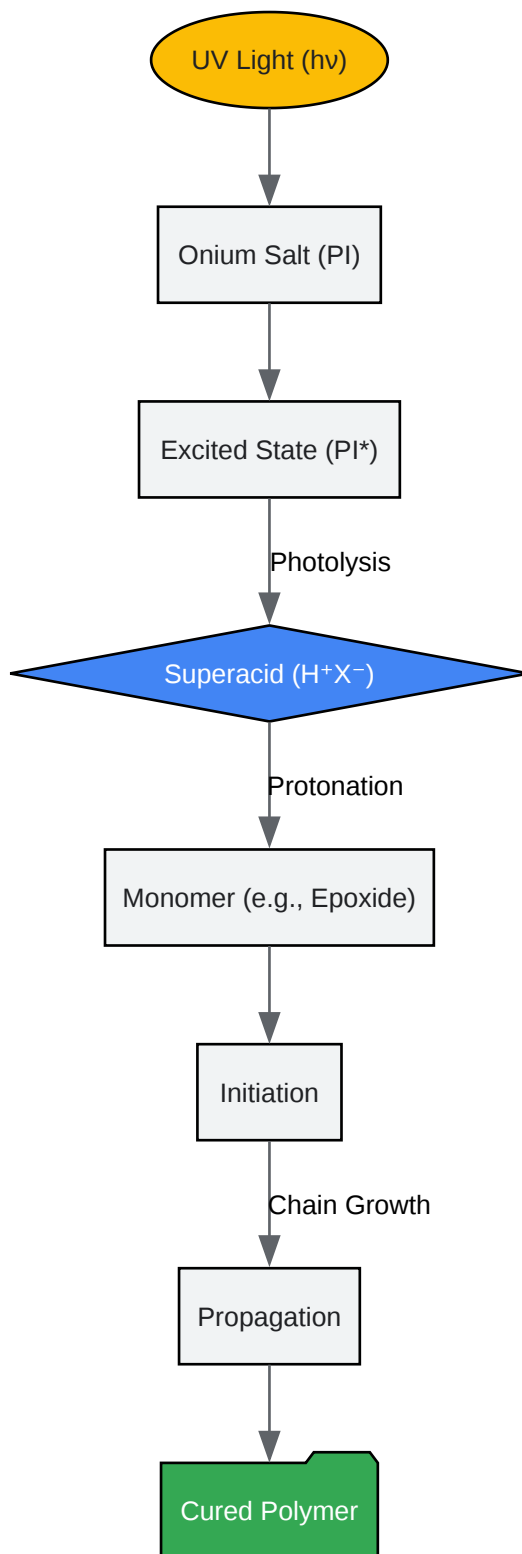 UV Light (hν)
Onium Salt (PI)
Excited State (PI*)
Photolysis
Superacid (H⁺X⁻)
Protonation
Monomer (e.g., Epoxide)
Initiation
Chain Growth
Propagation
Cured Polymer